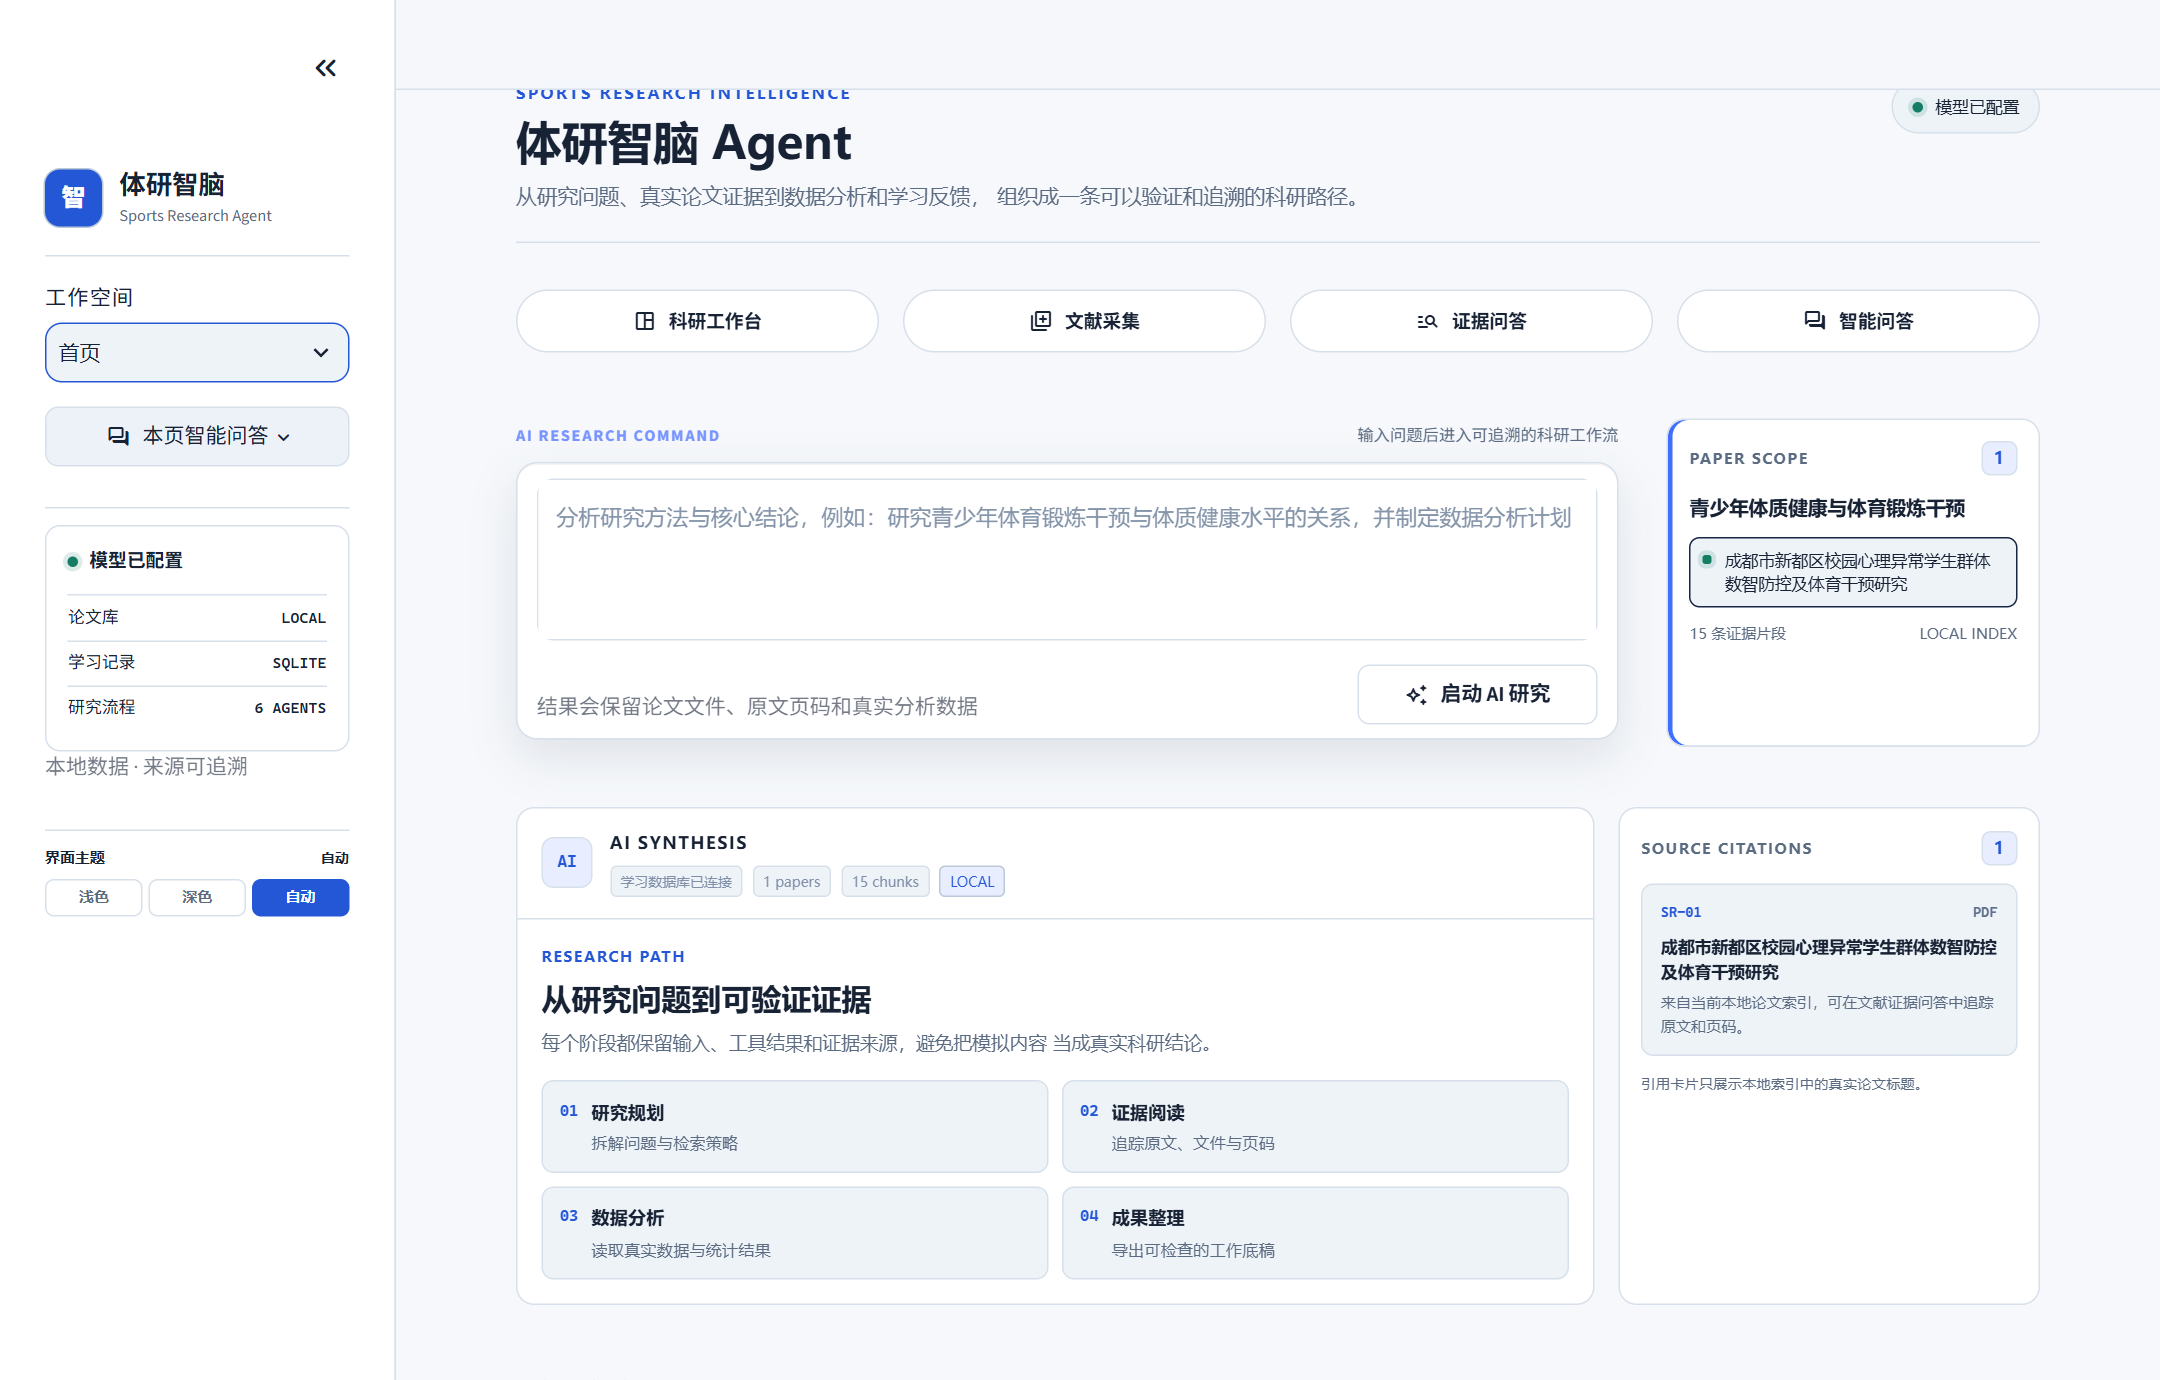 智
体研智脑
Sports Research Agent
工作空间
首页
本页智能问答
模型已配置
论文库 LOCAL
学习记录 SQLITE
研究流程 6 AGENTS
本地数据 · 来源可追溯
界面主题 自动
浅色 深色 自动
SPORTS RESEARCH INTELLIGENCE
模型已配置
体研智脑 Agent
从研究问题、真实论文证据到数据分析和学习反馈， 组织成一条可以验证和追溯的科研路径。
科研工作台 文献采集 证据问答 智能问答
AI RESEARCH COMMAND 输入问题后进入可追溯的科研工作流
分析研究方法与核心结论，例如：研究青少年体育锻炼干预与体质健康水平的关系，并制定数据分析计划
结果会保留论文文件、原文页码和真实分析数据
启动 AI 研究
PAPER SCOPE 1
青少年体质健康与体育锻炼干预
成都市新都区校园心理异常学生群体
数智防控及体育干预研究
15 条证据片段 LOCAL INDEX
AI
AI SYNTHESIS
学习数据库已连接 1 papers 15 chunks LOCAL
RESEARCH PATH
从研究问题到可验证证据
每个阶段都保留输入、工具结果和证据来源，避免把模拟内容 当成真实科研结论。
01 研究规划
拆解问题与检索策略
02 证据阅读
追踪原文、文件与页码
03 数据分析
读取真实数据与统计结果
04 成果整理
导出可检查的工作底稿
SOURCE CITATIONS 1
SR-01 PDF
成都市新都区校园心理异常学生群体数智防控
及体育干预研究
来自当前本地论文索引，可在文献证据问答中追踪
原文和页码。
引用卡片只展示本地索引中的真实论文标题。